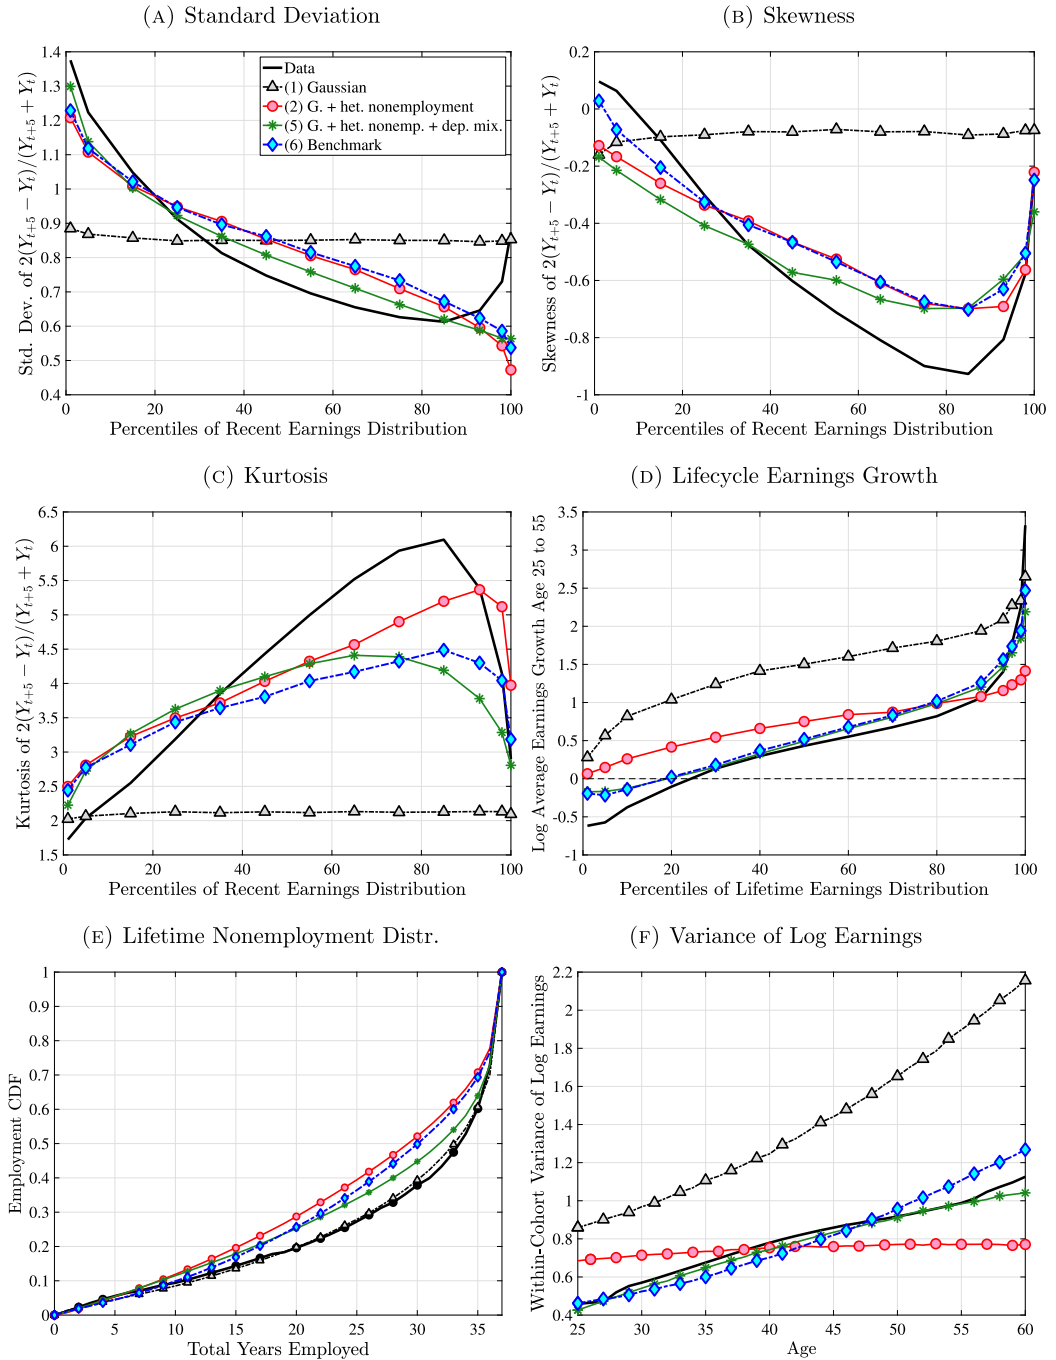 (A) Standard Deviation
1.4
1.3
1.2
1.1
1
0.9
0.8
0.7
0.6
0.5
0.4
Std. Dev. of 2(Y_{t+5} − Y_t)/(Y_{t+5} + Y_t)
Data
(1) Gaussian
(2) G. + het. nonemployment
(5) G. + het. nonemp. + dep. mix.
(6) Benchmark
0 20 40 60 80 100
Percentiles of Recent Earnings Distribution
(B) Skewness
0.2
0
-0.2
-0.4
-0.6
-0.8
-1
Skewness of 2(Y_{t+5} − Y_t)/(Y_{t+5} + Y_t)
0 20 40 60 80 100
Percentiles of Recent Earnings Distribution
(C) Kurtosis
6.5
6
5.5
5
4.5
4
3.5
3
2.5
2
1.5
Kurtosis of 2(Y_{t+5} − Y_t)/(Y_{t+5} + Y_t)
0 20 40 60 80 100
Percentiles of Recent Earnings Distribution
(D) Lifecycle Earnings Growth
3.5
3
2.5
2
1.5
1
0.5
0
-0.5
-1
Log Average Earnings Growth Age 25 to 55
0 20 40 60 80 100
Percentiles of Lifetime Earnings Distribution
(E) Lifetime Nonemployment Distr.
1
0.9
0.8
0.7
0.6
0.5
0.4
0.3
0.2
0.1
0
Employment CDF
0 5 10 15 20 25 30 35
Total Years Employed
(F) Variance of Log Earnings
2.2
2
1.8
1.6
1.4
1.2
1
0.8
0.6
0.4
Within-Cohort Variance of Log Earnings
25 30 35 40 45 50 55 60
Age